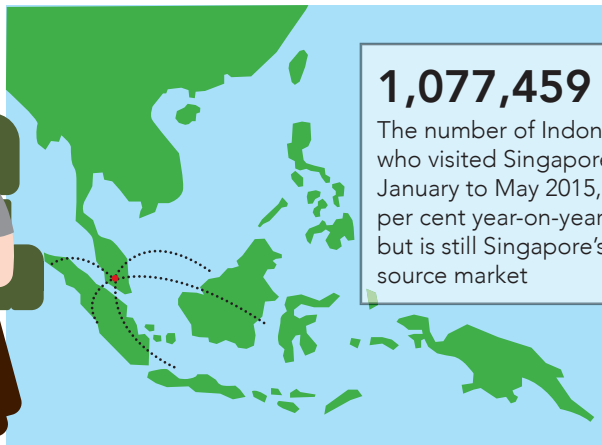 1,077,459
The number of Indon
who visited Singapore
January to May 2015,
per cent year-on-year
but is still Singapore's
source market